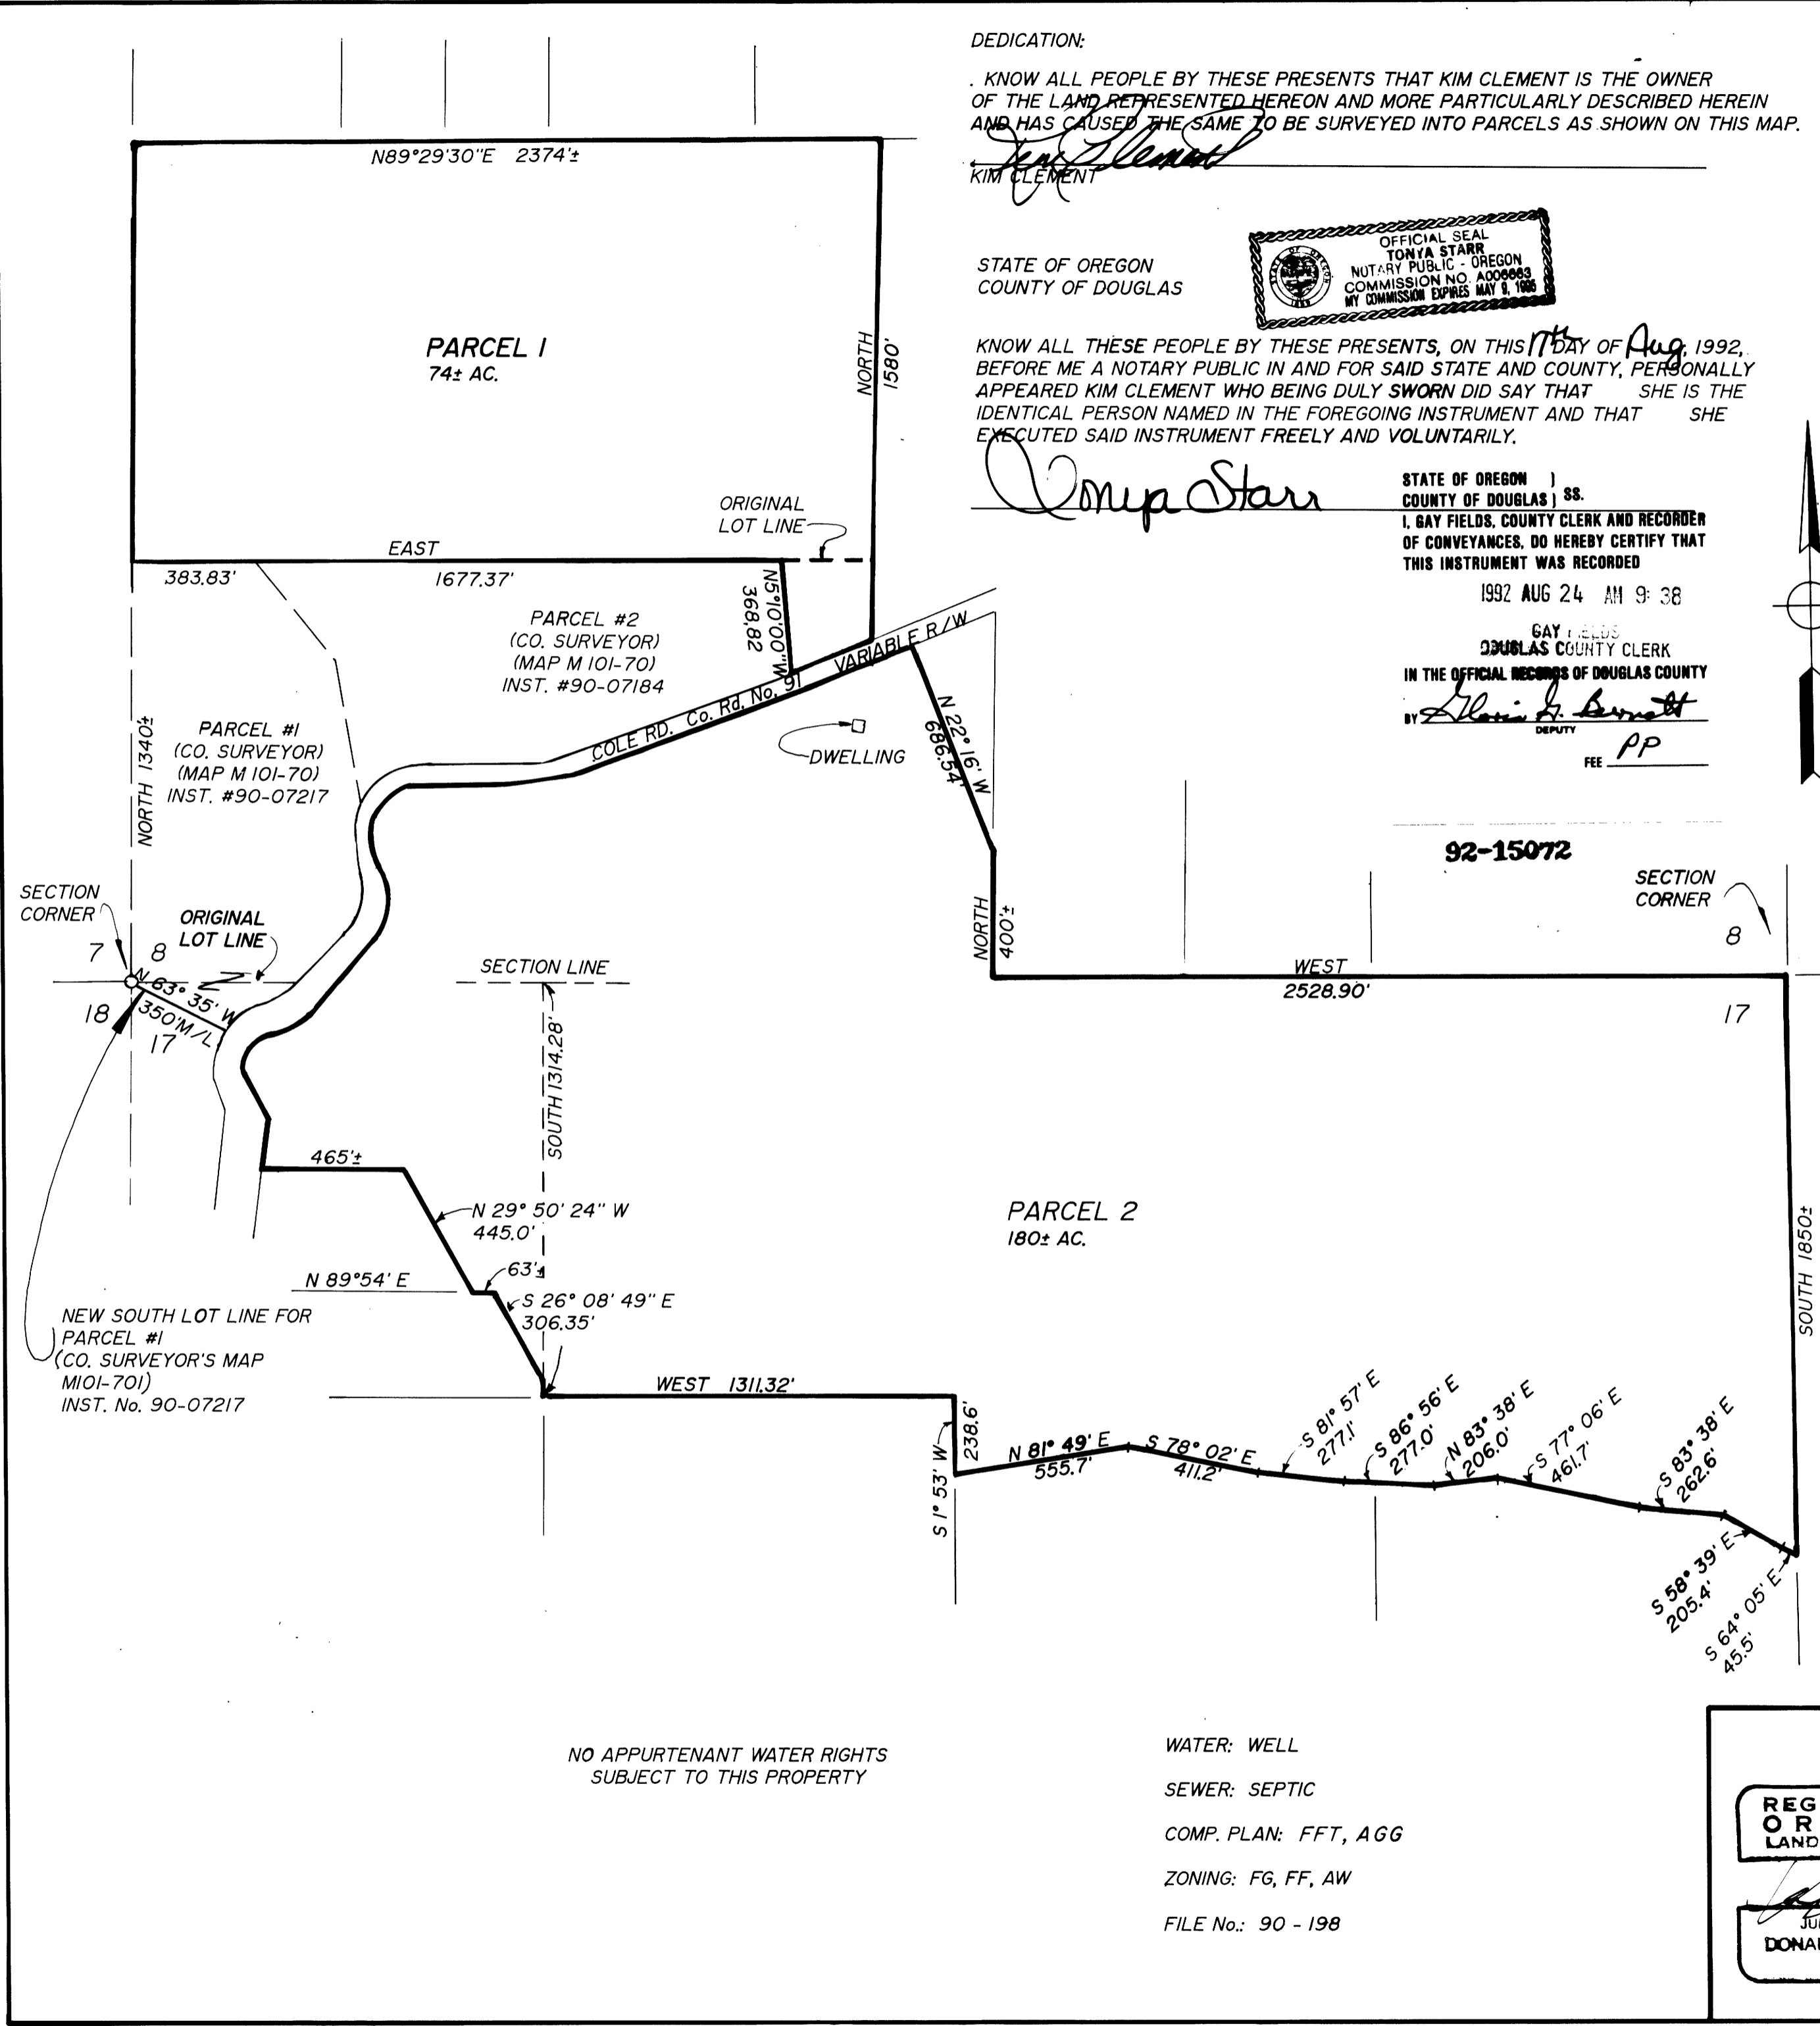 DEDICATION:
. KNOW ALL PEOPLE BY THESE PRESENTS THAT KIM CLEMENT IS THE OWNER
OF THE LAND REPRESENTED HEREON AND MORE PARTICULARLY DESCRIBED HEREIN
AND HAS CAUSED THE SAME TO BE SURVEYED INTO PARCELS AS SHOWN ON THIS MAP.
KIM CLEMENT
STATE OF OREGON
COUNTY OF DOUGLAS
OFFICIAL SEAL
TONYA STARR
NOTARY PUBLIC - OREGON
COMMISSION NO. A006663
MY COMMISSION EXPIRES MAY 9, 1995
KNOW ALL THESE PEOPLE BY THESE PRESENTS, ON THIS 17th DAY OF Aug, 1992,
BEFORE ME A NOTARY PUBLIC IN AND FOR SAID STATE AND COUNTY, PERSONALLY
APPEARED KIM CLEMENT WHO BEING DULY SWORN DID SAY THAT SHE IS THE
IDENTICAL PERSON NAMED IN THE FOREGOING INSTRUMENT AND THAT SHE
EXECUTED SAID INSTRUMENT FREELY AND VOLUNTARILY.
Tonya Starr
STATE OF OREGON )
COUNTY OF DOUGLAS ) SS.
I, GAY FIELDS, COUNTY CLERK AND RECORDER
OF CONVEYANCES, DO HEREBY CERTIFY THAT
THIS INSTRUMENT WAS RECORDED
1992 AUG 24 AM 9:38
GAY FIELDS
DOUGLAS COUNTY CLERK
IN THE OFFICIAL RECORDS OF DOUGLAS COUNTY
BY
DEPUTY
FEE PP
92-15072
N89°29'30"E 2374'±
PARCEL 1
74± AC.
NORTH
1580'
ORIGINAL
LOT LINE
EAST
383.83'
1677.37'
N5°10'00"W
368.82
PARCEL #2
(CO. SURVEYOR)
(MAP M 101-70)
INST. #90-07184
VARIABLE R/W
COLE RD. Co. Rd. No. 91
PARCEL #1
(CO. SURVEYOR)
(MAP M 101-70)
INST. #90-07217
NORTH 1340'±
DWELLING
N 22° 16' W
686.54'
SECTION
CORNER
7
8
ORIGINAL
LOT LINE
N 63° 35' W
350' M/L
18
17
SECTION LINE
SOUTH 1314.28'
NORTH
400'±
WEST
2528.90'
SECTION
CORNER
8
17
465'±
N 29° 50' 24" W
445.0'
63'±
N 89°54' E
S 26° 08' 49" E
306.35'
PARCEL 2
180± AC.
SOUTH 1850±
NEW SOUTH LOT LINE FOR
PARCEL #1
(CO. SURVEYOR'S MAP
M101-701)
INST. No. 90-07217
WEST 1311.32'
S 1° 53' W
238.6'
N 81° 49' E
555.7'
S 78° 02' E
411.2'
S 81° 57' E
277.1'
S 86° 56' E
277.0'
N 83° 38' E
206.0'
S 77° 06' E
461.7'
S 83° 38' E
262.6'
S 58° 39' E
205.4'
S 64° 05' E
45.5'
NO APPURTENANT WATER RIGHTS
SUBJECT TO THIS PROPERTY
WATER: WELL
SEWER: SEPTIC
COMP. PLAN: FFT, AGG
ZONING: FG, FF, AW
FILE No.: 90 - 198
REG
OR
LAND
JU
DONA